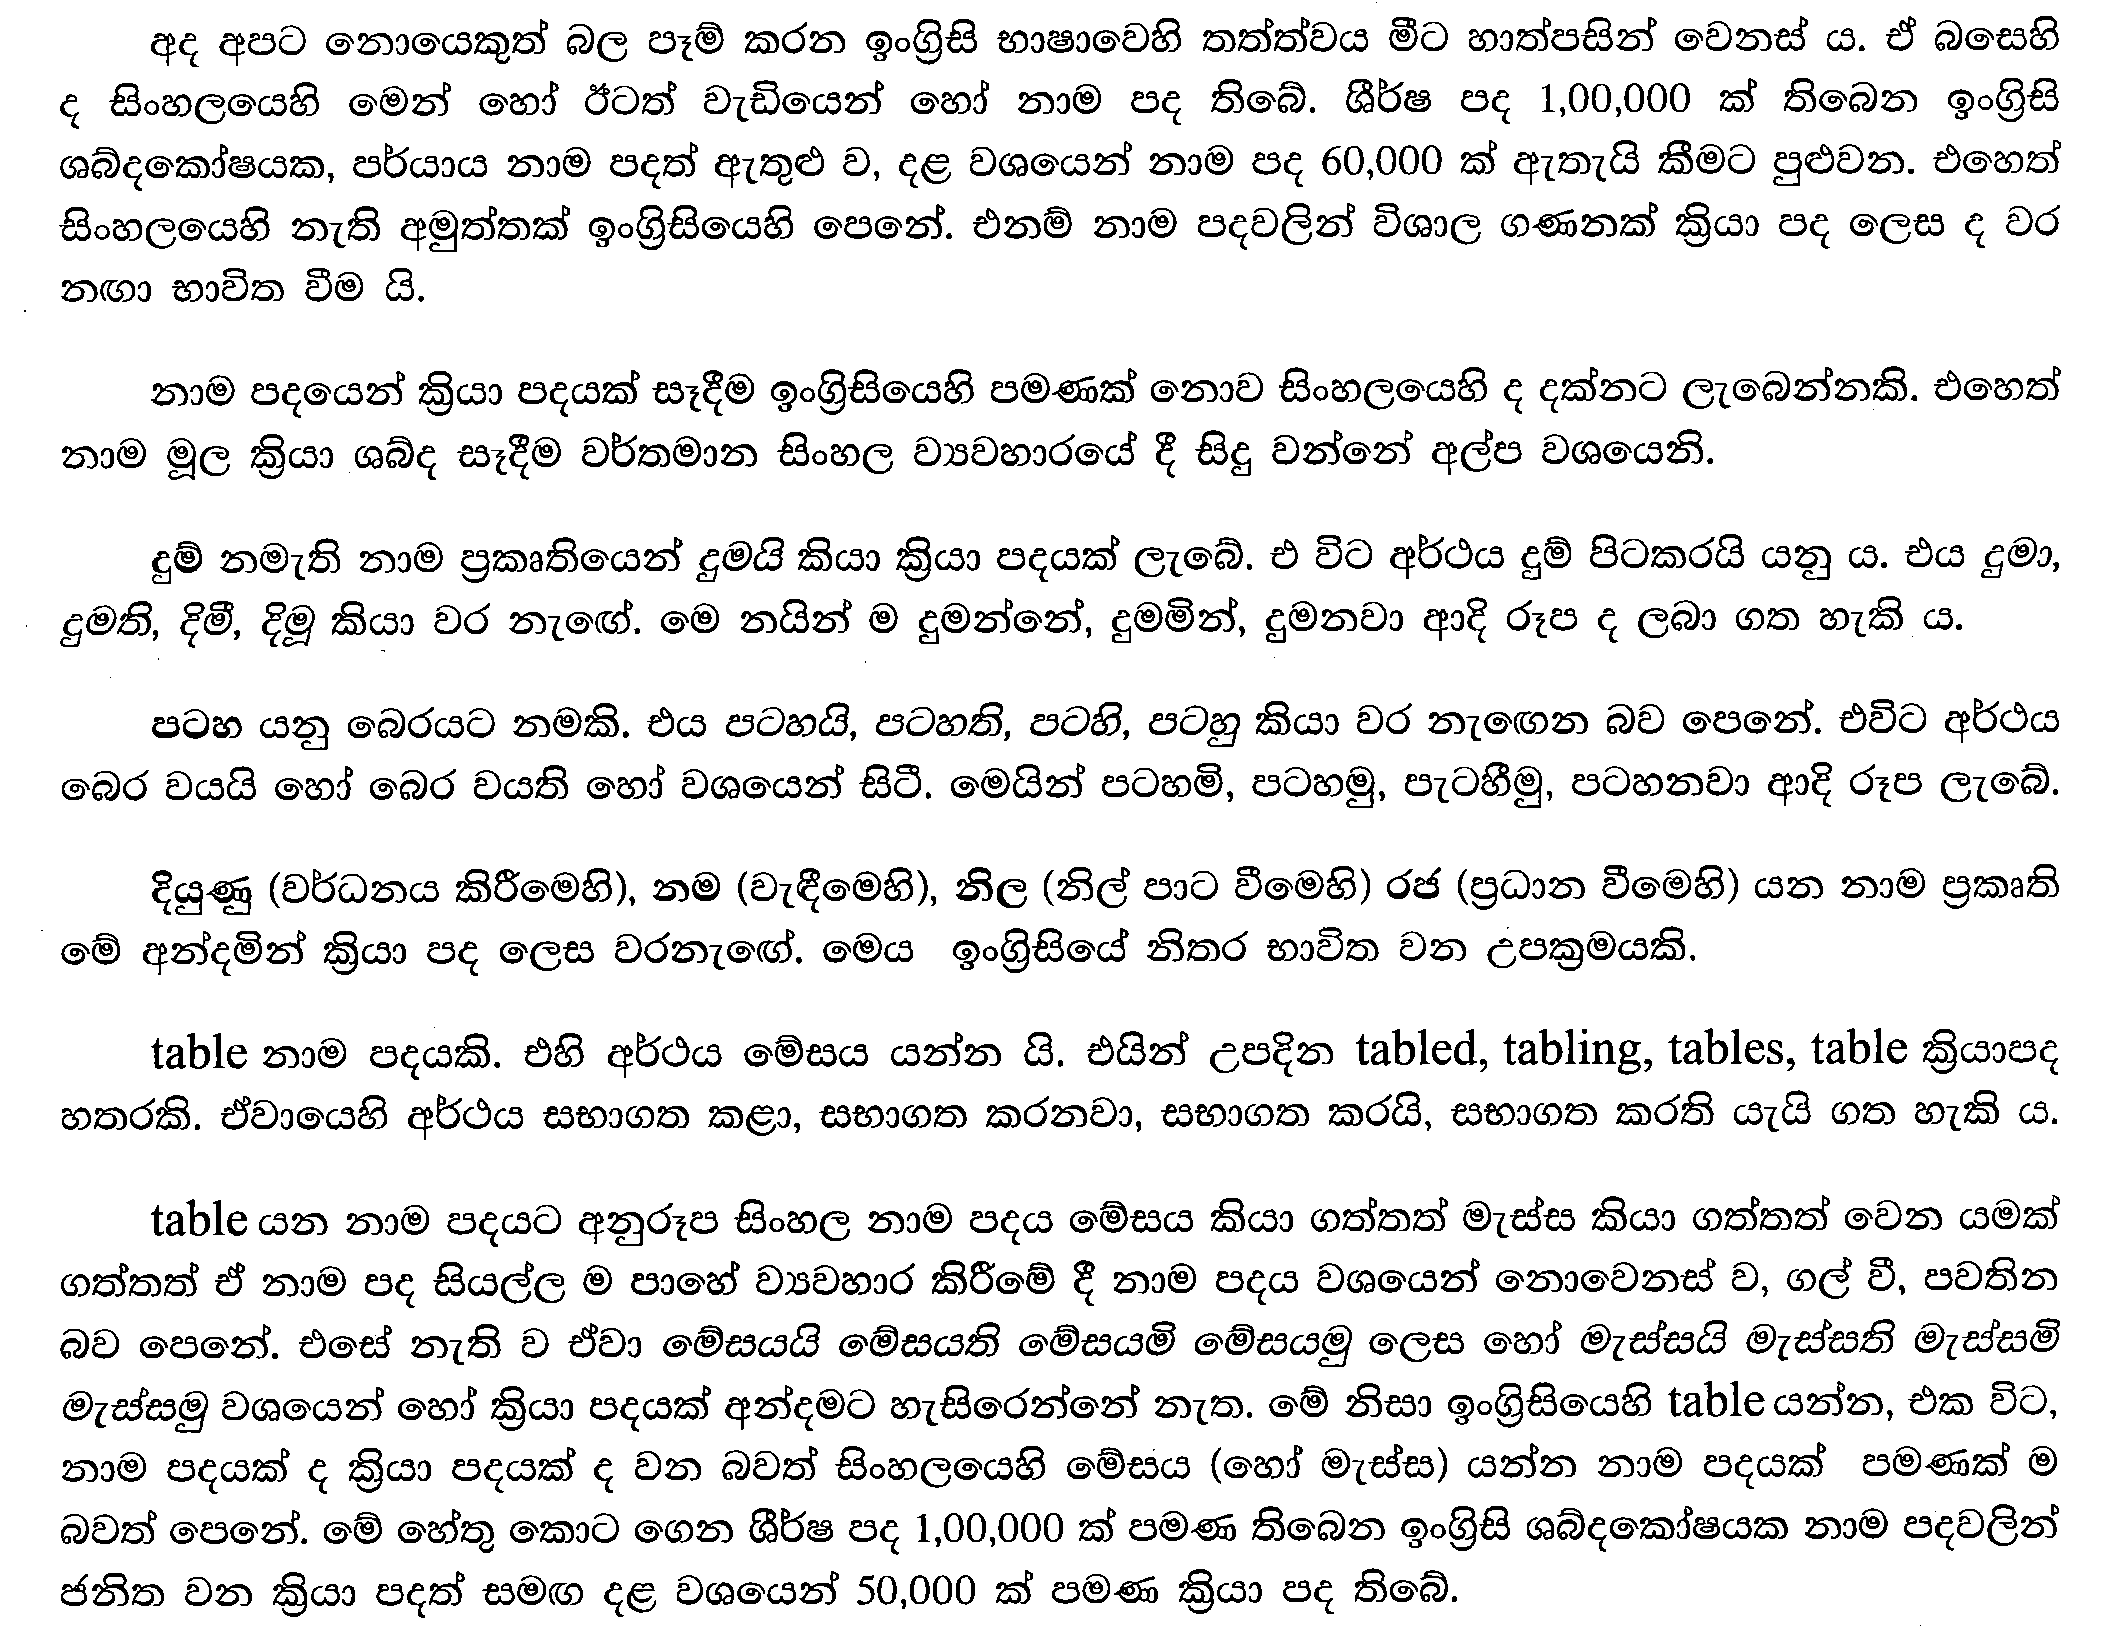 අද අපට නොයෙකුත් බල පෑම් කරන ඉංග්‍රිසි භාෂාවෙහි තත්ත්වය මීට හාත්පසින් වෙනස් ය. ඒ බසෙහි
ද සිංහලයෙහි මෙන් හෝ ඊටත් වැඩියෙන් හෝ නාම පද තිබේ. ශීර්ෂ පද 1,00,000 ක් තිබෙන ඉංග්‍රිසි
ශබ්දකෝෂයක, පර්යාය නාම පදත් ඇතුළු ව, දළ වශයෙන් නාම පද 60,000 ක් ඇතැයි කීමට පුළුවන. එහෙත්
සිංහලයෙහි නැති අමුත්තක් ඉංග්‍රිසියෙහි පෙනේ. එනම් නාම පදවලින් විශාල ගණනක් ක්‍රියා පද ලෙස ද වර
නඟා භාවිත වීම යි.
නාම පදයෙන් ක්‍රියා පදයක් සෑදීම ඉංග්‍රිසියෙහි පමණක් නොව සිංහලයෙහි ද දක්නට ලැබෙන්නකි. එහෙත්
නාම මූල ක්‍රියා ශබ්ද සෑදීම වර්තමාන සිංහල ව්‍යවහාරයේ දී සිදු වන්නේ අල්ප වශයෙනි.
දුම් නමැති නාම ප්‍රකෘතියෙන් දුමයි කියා ක්‍රියා පදයක් ලැබේ. එ විට අර්ථය දුම් පිටකරයි යනු ය. එය දුමා,
දුමති, දිමී, දිමූ කියා වර නැඟේ. මෙ නයින් ම දුමන්නේ, දුමමින්, දුමනවා ආදි රූප ද ලබා ගත හැකි ය.
පටහ යනු බෙරයට නමකි. එය පටහයි, පටහති, පටහි, පටහු කියා වර නැඟෙන බව පෙනේ. එවිට අර්ථය
බෙර වයයි හෝ බෙර වයති හෝ වශයෙන් සිටී. මෙයින් පටහමි, පටහමු, පැටහීමු, පටහනවා ආදි රූප ලැබේ.
දියුණු (වර්ධනය කිරීමෙහි), නම (වැඳීමෙහි), නිල (නිල් පාට වීමෙහි) රජ (ප්‍රධාන වීමෙහි) යන නාම ප්‍රකෘති
මේ අන්දමින් ක්‍රියා පද ලෙස වරනැඟේ. මෙය ඉංග්‍රිසියේ නිතර භාවිත වන උපක්‍රමයකි.
table නාම පදයකි. එහි අර්ථය මේසය යන්න යි. එයින් උපදින tabled, tabling, tables, table ක්‍රියාපද
හතරකි. ඒවායෙහි අර්ථය සභාගත කළා, සභාගත කරනවා, සභාගත කරයි, සභාගත කරති යැයි ගත හැකි ය.
table යන නාම පදයට අනුරූප සිංහල නාම පදය මේසය කියා ගත්තත් මැස්ස කියා ගත්තත් වෙන යමක්
ගත්තත් ඒ නාම පද සියල්ල ම පාහේ ව්‍යවහාර කිරීමේ දී නාම පදය වශයෙන් නොවෙනස් ව, ගල් වී, පවතින
බව පෙනේ. එසේ නැති ව ඒවා මේසයයි මේසයති මේසයමි මේසයමු ලෙස හෝ මැස්සයි මැස්සති මැස්සමි
මැස්සමු වශයෙන් හෝ ක්‍රියා පදයක් අන්දමට හැසිරෙන්නේ නැත. මේ නිසා ඉංග්‍රිසියෙහි table යන්න, එක විට,
නාම පදයක් ද ක්‍රියා පදයක් ද වන බවත් සිංහලයෙහි මේසය (හෝ මැස්ස) යන්න නාම පදයක් පමණක් ම
බවත් පෙනේ. මේ හේතු කොට ගෙන ශීර්ෂ පද 1,00,000 ක් පමණ තිබෙන ඉංග්‍රිසි ශබ්දකෝෂයක නාම පදවලින්
ජනිත වන ක්‍රියා පදත් සමඟ දළ වශයෙන් 50,000 ක් පමණ ක්‍රියා පද තිබේ.